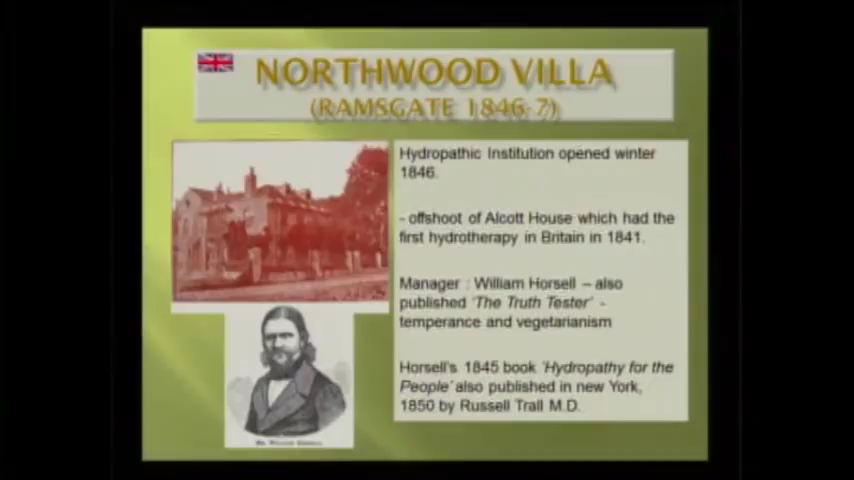 NORTHWOOD VILLA
(RAMSGATE 1846-7)
Hydropathic Institution opened winter
1846.
- offshoot of Alcott House which had the
first hydrotherapy in Britain in 1841.
Manager : William Horsell – also
published 'The Truth Tester' -
temperance and vegetarianism
Horsell's 1845 book 'Hydropathy for the
People' also published in new York,
1850 by Russell Trall M.D.